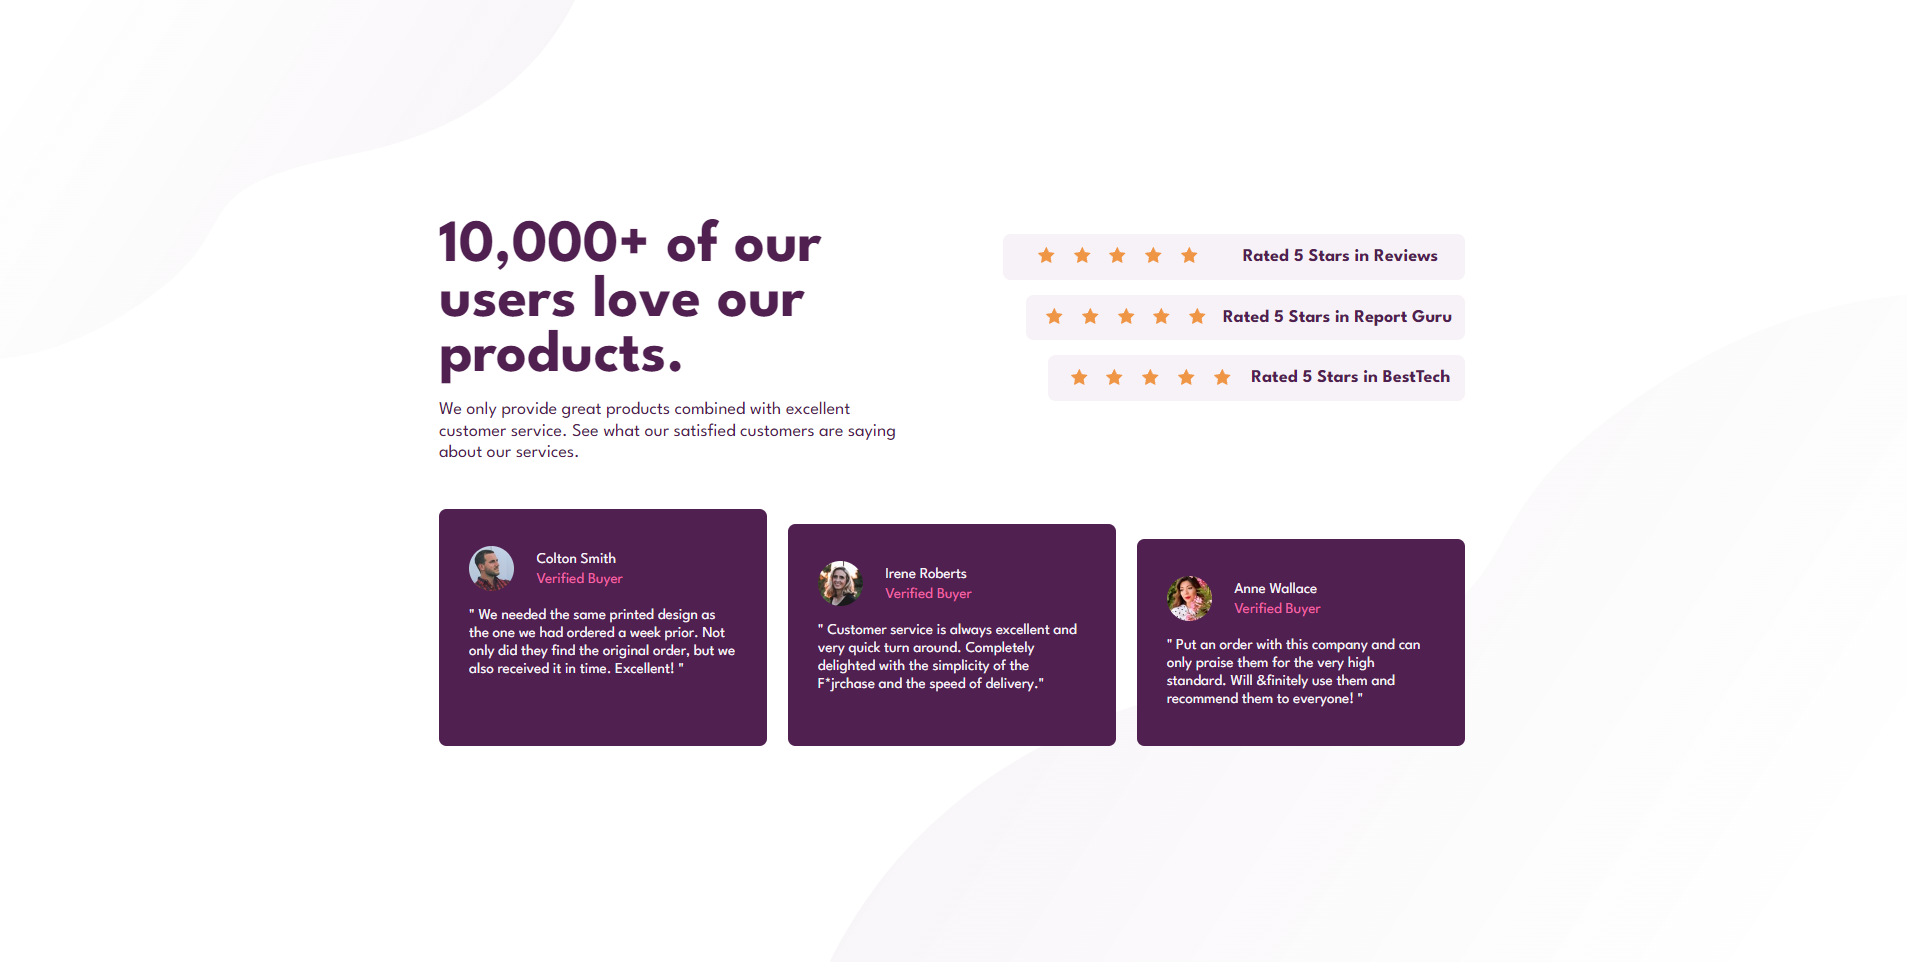 10,000+ of our
users love our
products.
We only provide great products combined with excellent
customer service. See what our satisfied customers are saying
about our services.
Rated 5 Stars in Reviews
Rated 5 Stars in Report Guru
Rated 5 Stars in BestTech
Colton Smith
Verified Buyer
" We needed the same printed design as
the one we had ordered a week prior. Not
only did they find the original order, but we
also received it in time. Excellent! "
Irene Roberts
Verified Buyer
" Customer service is always excellent and
very quick turn around. Completely
delighted with the simplicity of the
F*jrchase and the speed of delivery."
Anne Wallace
Verified Buyer
" Put an order with this company and can
only praise them for the very high
standard. Will &finitely use them and
recommend them to everyone! "